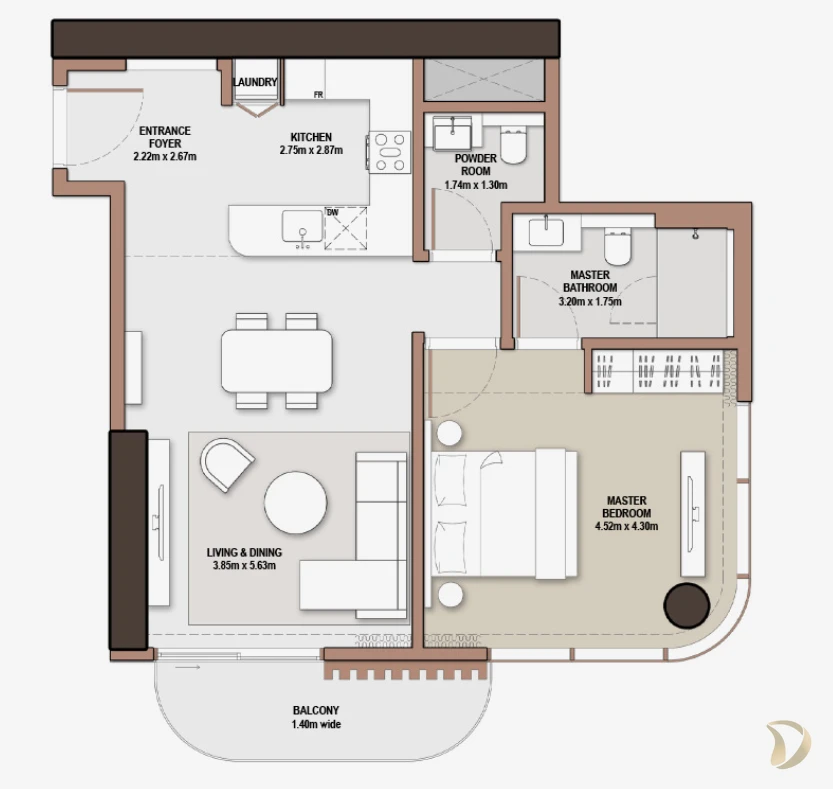 LAUNDRY
FR
ENTRANCE
FOYER
2.22m x 2.67m
KITCHEN
2.75m x 2.87m
POWDER
ROOM
1.74m x 1.30m
DW
MASTER
BATHROOM
3.20m x 1.75m
MASTER
BEDROOM
4.52m x 4.30m
LIVING & DINING
3.85m x 5.63m
BALCONY
1.40m wide